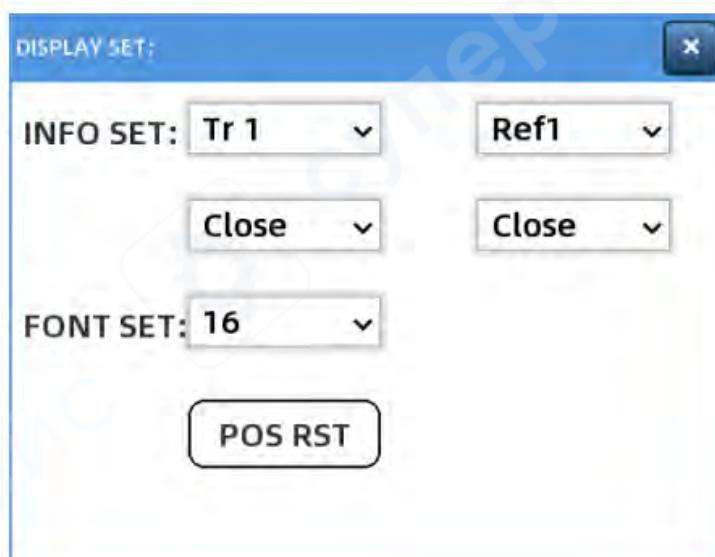 DISPLAY SET:
INFO SET: Tr 1 Ref1
Close Close
FONT SET: 16
POS RST